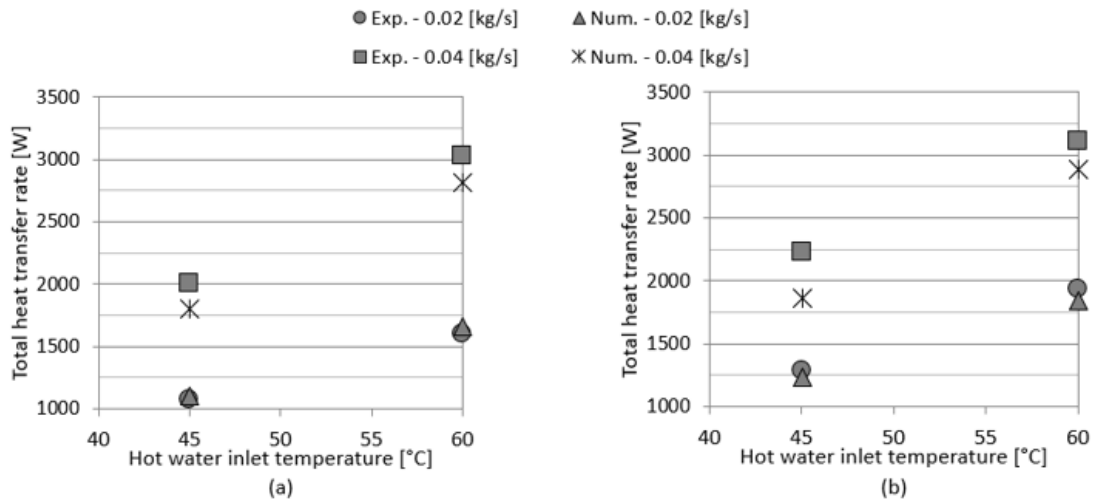 Exp. - 0.02 [kg/s] Num. - 0.02 [kg/s]
Exp. - 0.04 [kg/s] Num. - 0.04 [kg/s]
Total heat transfer rate [W]
3500
3000
2500
2000
1500
1000
40 45 50 55 60
Hot water inlet temperature [°C]
(a)
Total heat transfer rate [W]
3500
3000
2500
2000
1500
1000
40 45 50 55 60
Hot water inlet temperature [°C]
(b)